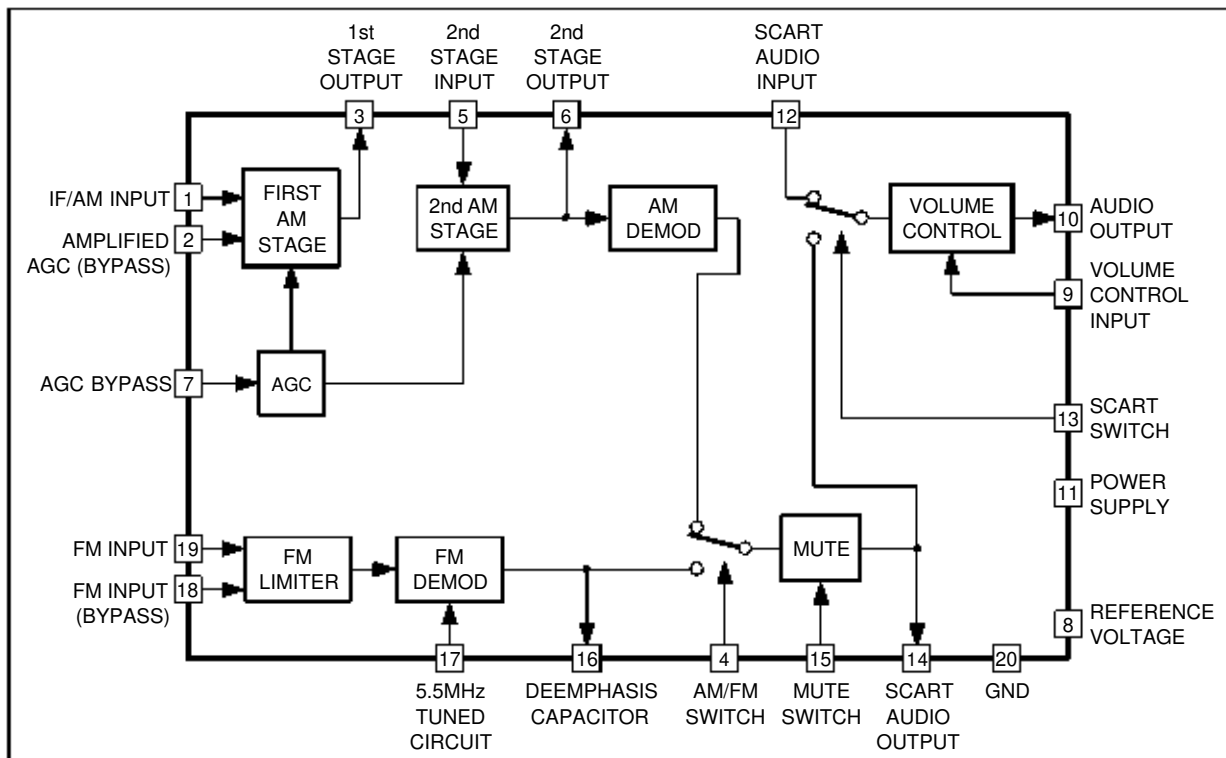 1st
STAGE
OUTPUT
2nd
STAGE
INPUT
2nd
STAGE
OUTPUT
SCART
AUDIO
INPUT
3
5
6
12
IF/AM INPUT
1
AMPLIFIED
AGC (BYPASS)
2
FIRST
AM
STAGE
2nd AM
STAGE
AM
DEMOD
VOLUME
CONTROL
10
AUDIO
OUTPUT
9
VOLUME
CONTROL
INPUT
AGC BYPASS
7
AGC
13
SCART
SWITCH
11
POWER
SUPPLY
FM INPUT
19
FM INPUT
(BYPASS)
18
FM
LIMITER
FM
DEMOD
MUTE
8
REFERENCE
VOLTAGE
17
16
4
15
14
20
5.5MHz
TUNED
CIRCUIT
DEEMPHASIS
CAPACITOR
AM/FM
SWITCH
MUTE
SWITCH
SCART
AUDIO
OUTPUT
GND